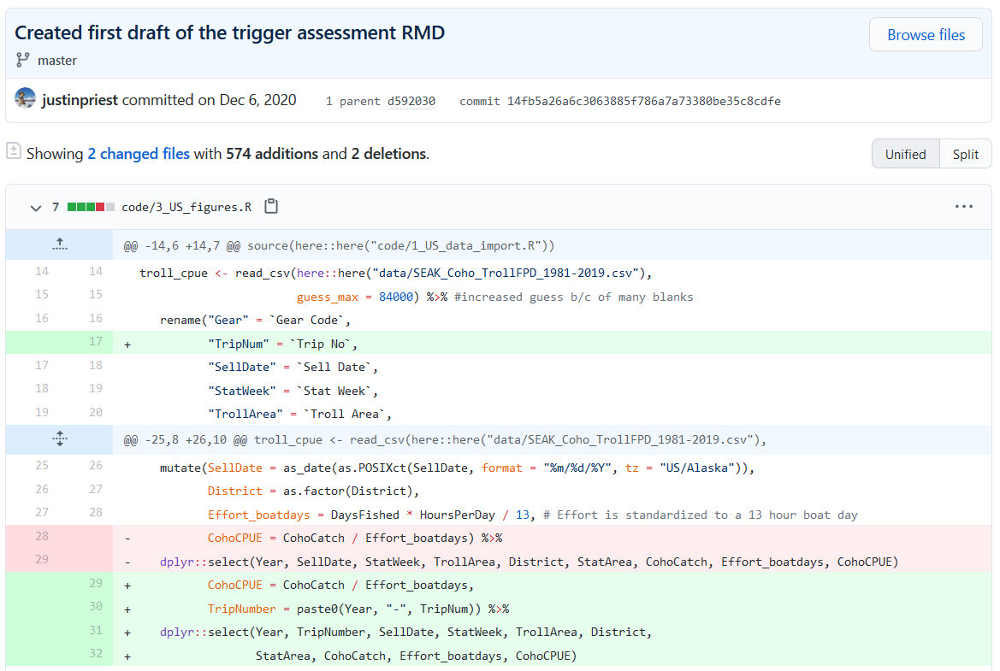 Created first draft of the trigger assessment RMD
Browse files
master
justinpriest committed on Dec 6, 2020 1 parent d592030 commit 14fb5a26a6c3063885f786a7a73380be35c8cdfe
Showing 2 changed files with 574 additions and 2 deletions.
Unified Split
7 code/3_US_figures.R
@@ -14,6 +14,7 @@ source(here::here("code/1_US_data_import.R"))
14 14 troll_cpue <- read_csv(here::here("data/SEAK_Coho_TrollFPD_1981-2019.csv"),
15 15 guess_max = 84000) %>% #increased guess b/c of many blanks
16 16 rename("Gear" = `Gear Code`,
17 + "TripNum" = `Trip No`,
17 18 "SellDate" = `Sell Date`,
18 19 "StatWeek" = `Stat Week`,
19 20 "TrollArea" = `Troll Area`,
@@ -25,8 +26,10 @@ troll_cpue <- read_csv(here::here("data/SEAK_Coho_TrollFPD_1981-2019.csv"),
25 26 mutate(SellDate = as_date(as.POSIXct(SellDate, format = "%m/%d/%Y", tz = "US/Alaska")),
26 27 District = as.factor(District),
27 28 Effort_boatdays = DaysFished * HoursPerDay / 13, # Effort is standardized to a 13 hour boat day
28 - CohoCPUE = CohoCatch / Effort_boatdays) %>%
29 - dplyr::select(Year, SellDate, StatWeek, TrollArea, District, StatArea, CohoCatch, Effort_boatdays, CohoCPUE)
29 + CohoCPUE = CohoCatch / Effort_boatdays,
30 + TripNumber = paste0(Year, "-", TripNum)) %>%
31 + dplyr::select(Year, TripNumber, SellDate, StatWeek, TrollArea, District,
32 + StatArea, CohoCatch, Effort_boatdays, CohoCPUE)